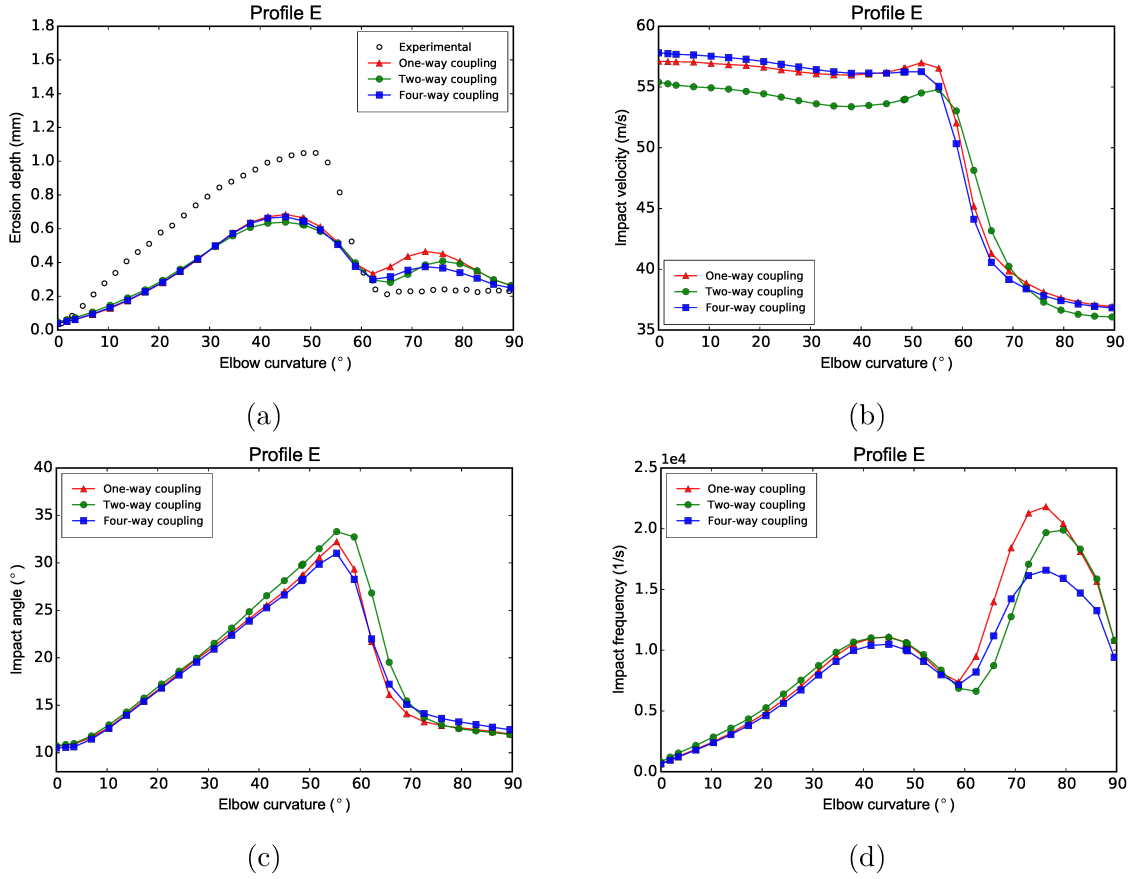 Profile E
1.8
1.6
1.4
1.2
1.0
0.8
0.6
0.4
0.2
0.0
Erosion depth (mm)
Experimental
One-way coupling
Two-way coupling
Four-way coupling
0 10 20 30 40 50 60 70 80 90
Elbow curvature (°)
(a)
Profile E
60
55
50
45
40
35
Impact velocity (m/s)
One-way coupling
Two-way coupling
Four-way coupling
0 10 20 30 40 50 60 70 80 90
Elbow curvature (°)
(b)
Profile E
40
35
30
25
20
15
10
Impact angle (°)
One-way coupling
Two-way coupling
Four-way coupling
0 10 20 30 40 50 60 70 80 90
Elbow curvature (°)
(c)
Profile E
1e4
2.5
2.0
1.5
1.0
0.5
0.0
Impact frequency (1/s)
One-way coupling
Two-way coupling
Four-way coupling
0 10 20 30 40 50 60 70 80 90
Elbow curvature (°)
(d)